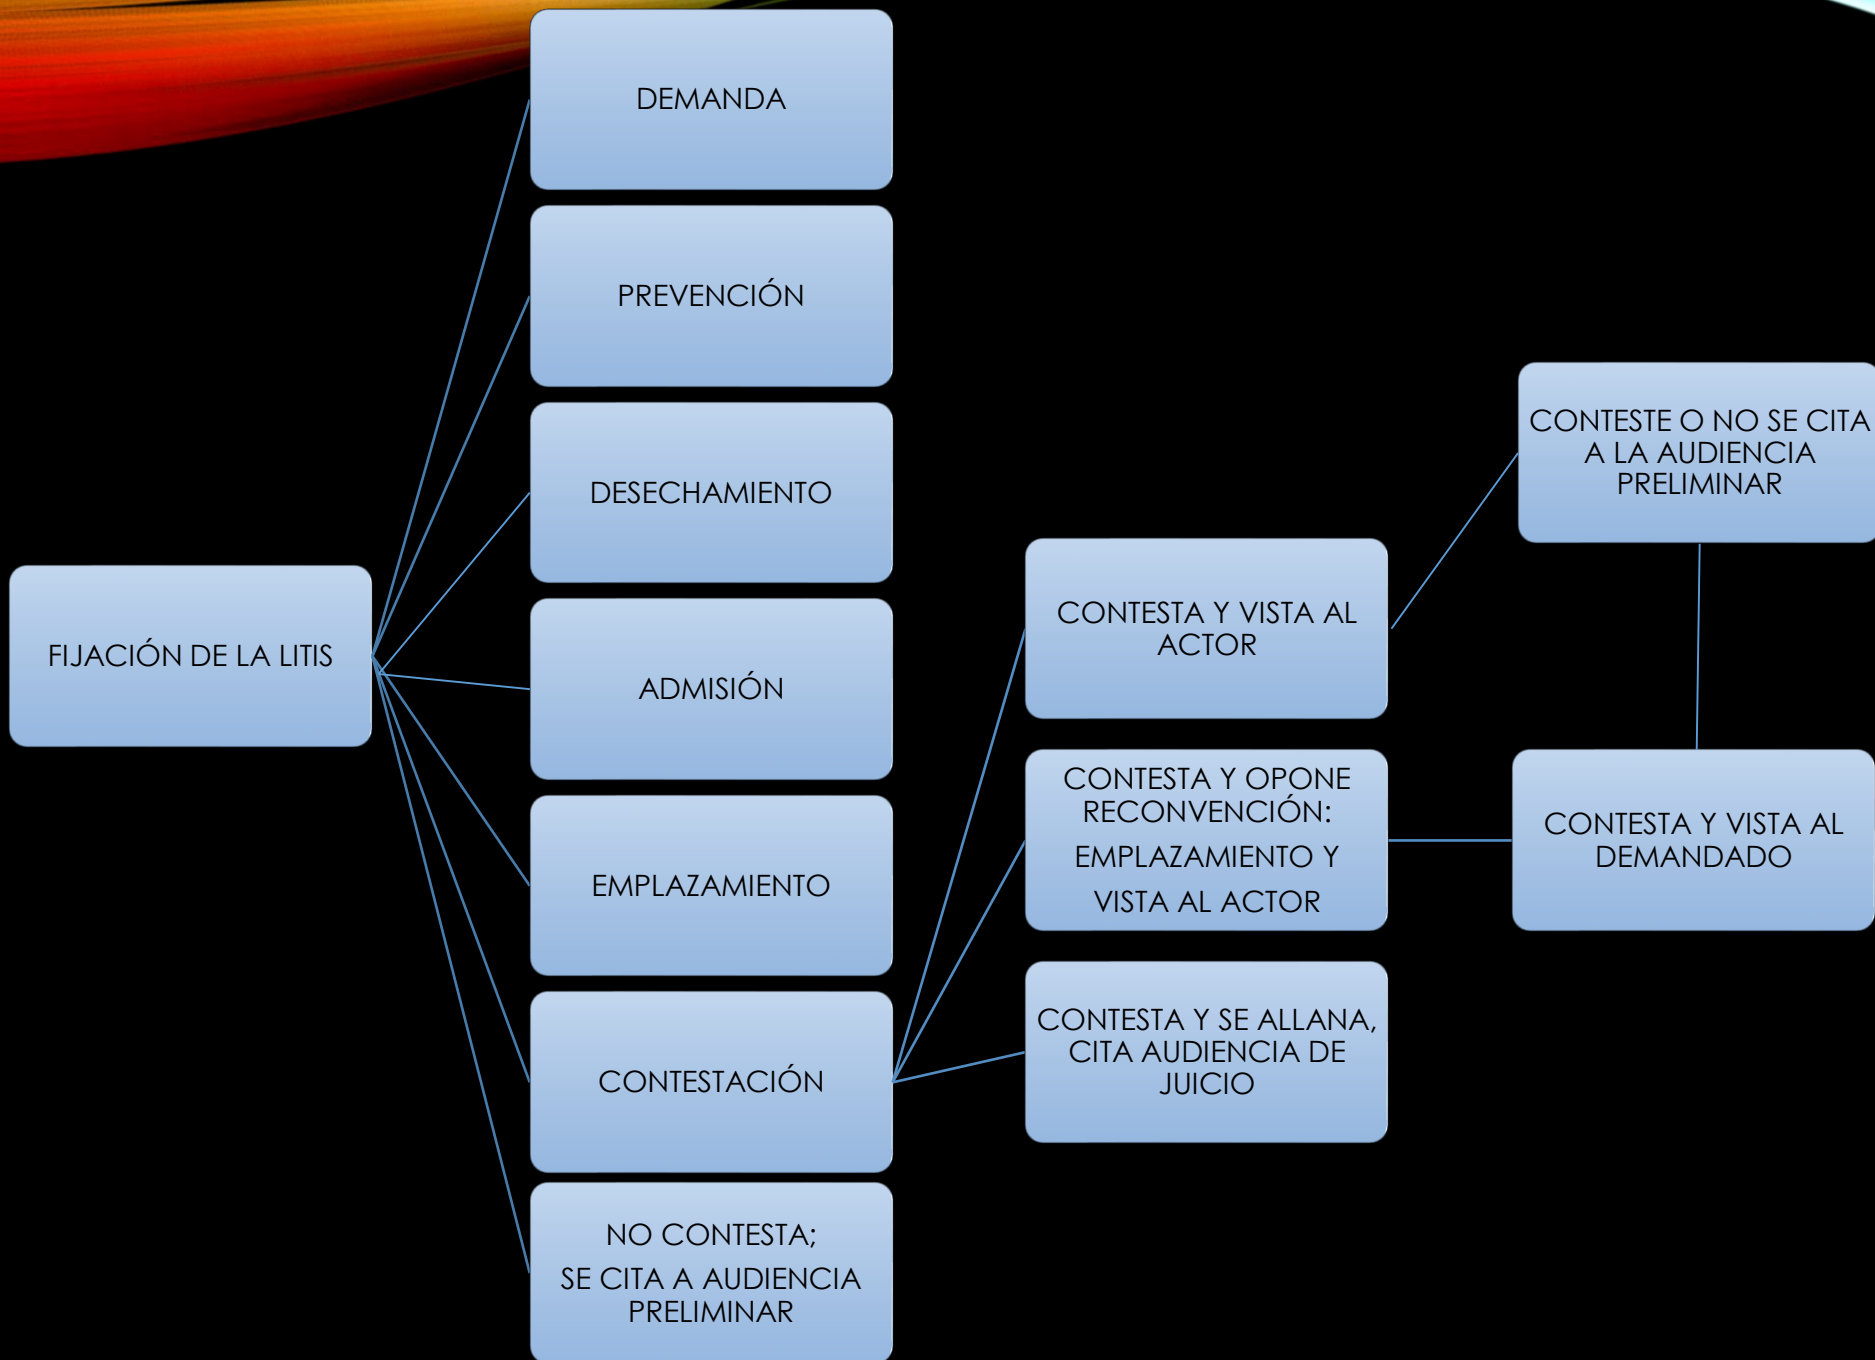 FIJACIÓN DE LA LITIS
DEMANDA
PREVENCIÓN
DESECHAMIENTO
ADMISIÓN
EMPLAZAMIENTO
CONTESTACIÓN
NO CONTESTA;
SE CITA A AUDIENCIA
PRELIMINAR
CONTESTA Y VISTA AL
ACTOR
CONTESTA Y OPONE
RECONVENCIÓN:
EMPLAZAMIENTO Y
VISTA AL ACTOR
CONTESTA Y SE ALLANA,
CITA AUDIENCIA DE
JUICIO
CONTESTE O NO SE CITA
A LA AUDIENCIA
PRELIMINAR
CONTESTA Y VISTA AL
DEMANDADO